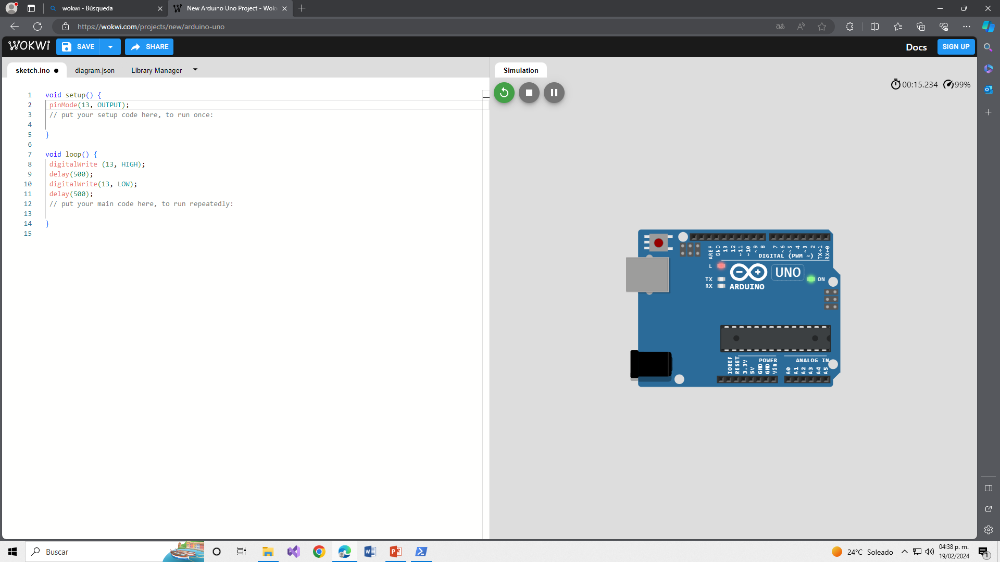 wokwi - Búsqueda
New Arduino Uno Project - Wok
https://wokwi.com/projects/new/arduino-uno
WOKWi
SAVE
SHARE
Docs
SIGN UP
sketch.ino
diagram.json
Library Manager
Simulation
00:15.234
99%
1 void setup() {
2 pinMode(13, OUTPUT);
3 // put your setup code here, to run once:
4
5 }
6
7 void loop() {
8 digitalWrite (13, HIGH);
9 delay(500);
10 digitalWrite(13, LOW);
11 delay(500);
12 // put your main code here, to run repeatedly:
13
14 }
15
AREF
GND
13
12
~11
~10
~9
8
7
~6
~5
4
~3
2
TX→1
RX←0
DIGITAL (PWM ~)
L
TX
RX
UNO
ARDUINO
ON
IOREF
RESET
3.3V
5V
GND
GND
Vin
POWER
ANALOG IN
A0
A1
A2
A3
A4
A5
Buscar
24°C Soleado
04:38 p. m.
19/02/2024
1